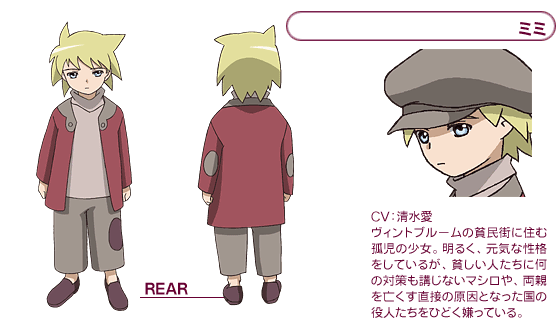 ミミ
CV：清水愛
ヴィントブルームの貧民街に住む
孤児の少女。明るく、元気な性格
をしているが、貧しい人たちに何
の対策も講じないマシロや、両親
を亡くす直接の原因となった国の
役人たちをひどく嫌っている。
REAR